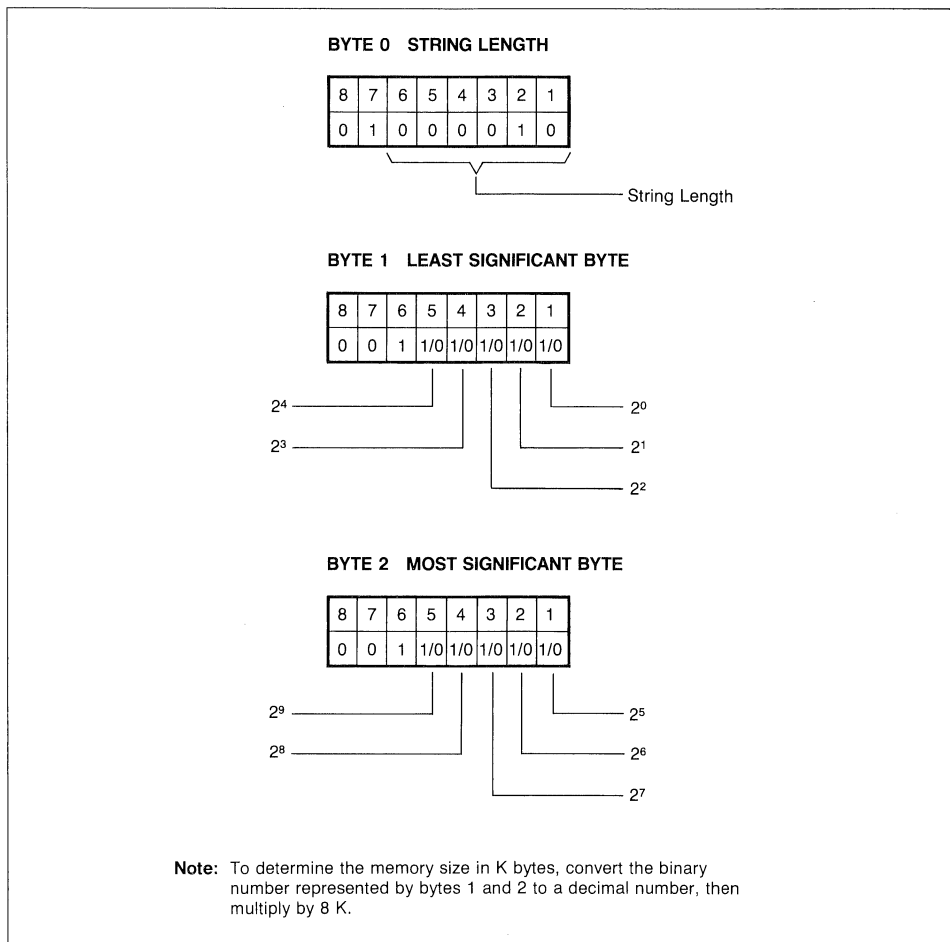 BYTE 0 STRING LENGTH
8 7 6 5 4 3 2 1
0 1 0 0 0 0 1 0
String Length
BYTE 1 LEAST SIGNIFICANT BYTE
8 7 6 5 4 3 2 1
0 0 1 1/0 1/0 1/0 1/0 1/0
2⁴ 2⁰
2³ 2¹
2²
BYTE 2 MOST SIGNIFICANT BYTE
8 7 6 5 4 3 2 1
0 0 1 1/0 1/0 1/0 1/0 1/0
2⁹ 2⁵
2⁸ 2⁶
2⁷
Note: To determine the memory size in K bytes, convert the binary
number represented by bytes 1 and 2 to a decimal number, then
multiply by 8 K.